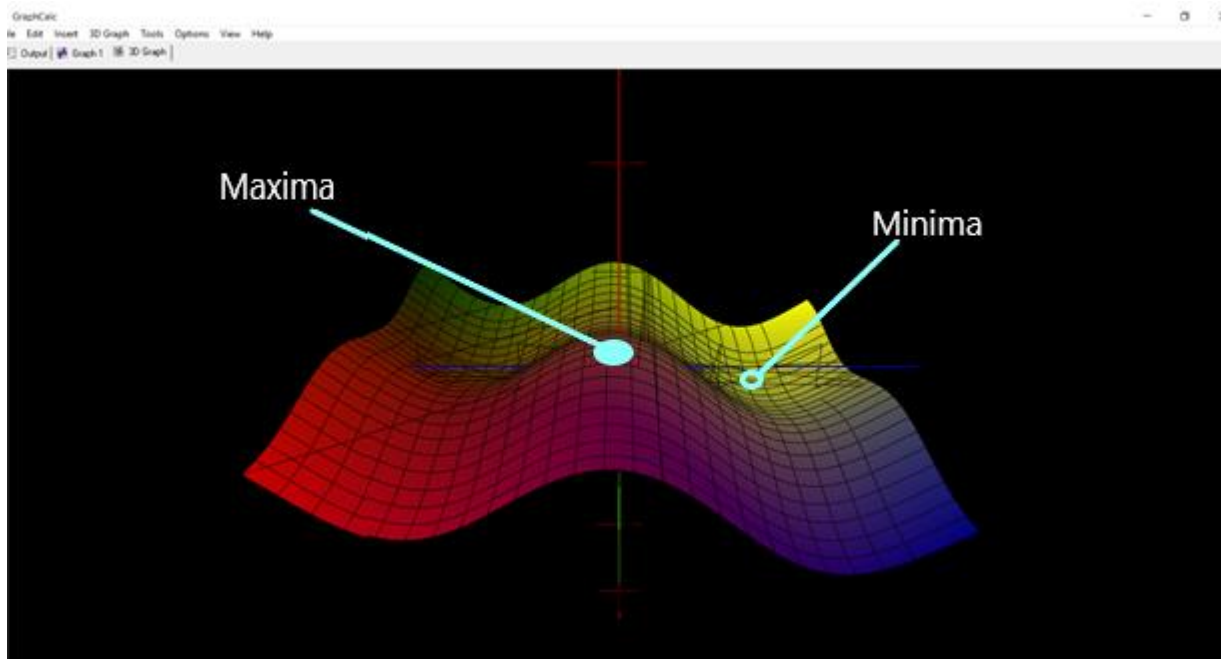 GraphCalc
le Edit Insert 3D Graph Tools Options View Help
Output Graph 1 3D Graph
Maxima
Minima